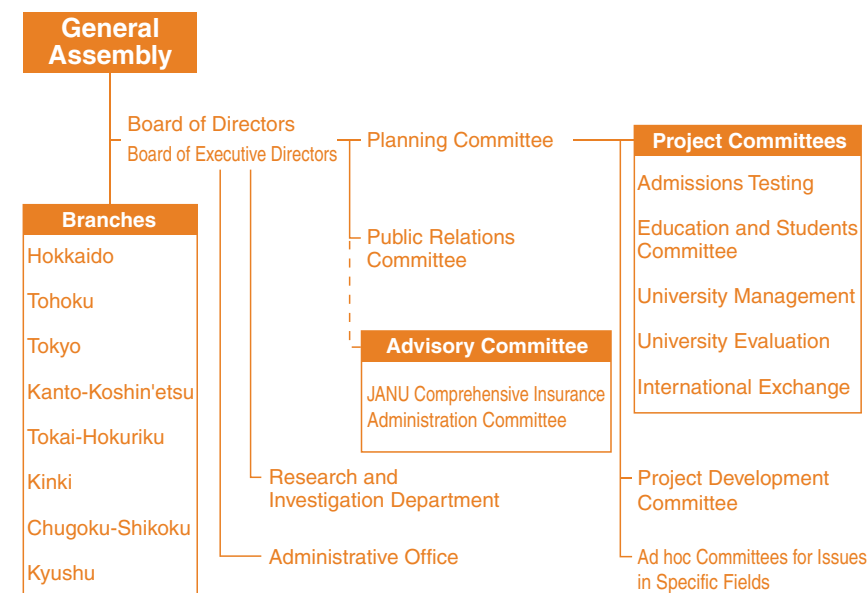 General
Assembly
Board of Directors
Board of Executive Directors
Planning Committee
Public Relations
Committee
Advisory Committee
JANU Comprehensive Insurance
Administration Committee
Research and
Investigation Department
Administrative Office
Branches
Hokkaido
Tohoku
Tokyo
Kanto-Koshin'etsu
Tokai-Hokuriku
Kinki
Chugoku-Shikoku
Kyushu
Project Committees
Admissions Testing
Education and Students
Committee
University Management
University Evaluation
International Exchange
Project Development
Committee
Ad hoc Committees for Issues
in Specific Fields